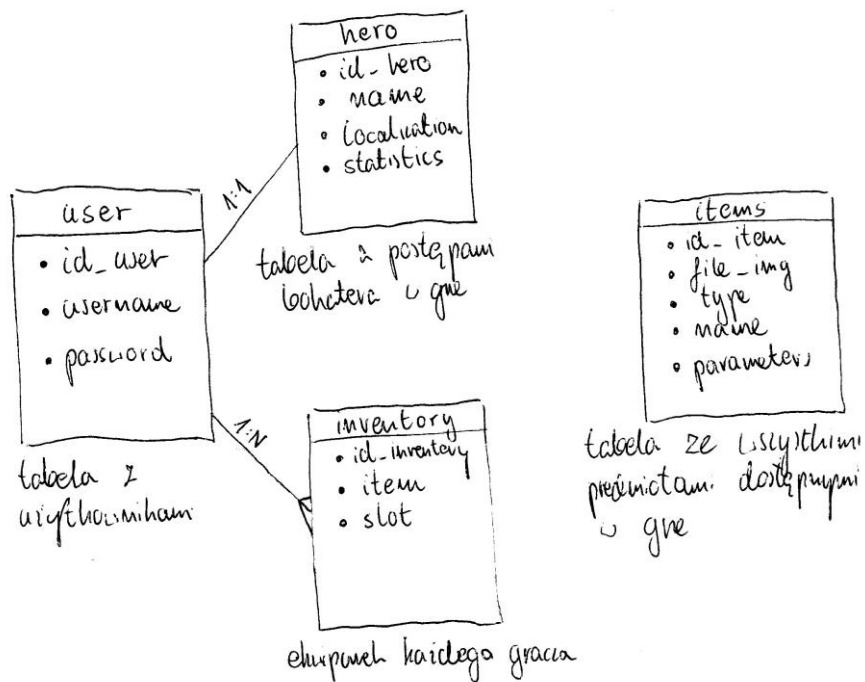 hero
• id_hero
• name
• localization
• statistics
1:1
tabela z postępami
bohatera w grze
user
• id_user
• username
• password
tabela z
użytkownikami
1:N
inventory
• id_inventory
• item
• slot
ekwipunek każdego gracza
items
• id_item
• file_img
• type
• name
• parameters
tabela ze wszystkimi
przedmiotami dostępnymi
w grze